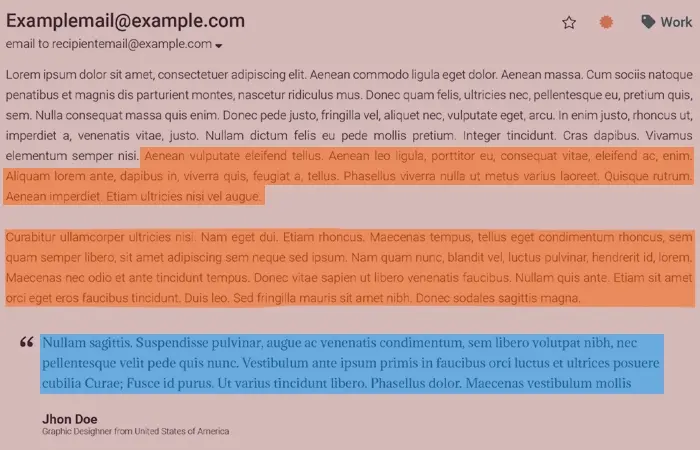 Examplemail@example.com
Work
email to recipientemail@example.com
Lorem ipsum dolor sit amet, consectetuer adipiscing elit. Aenean commodo ligula eget dolor. Aenean massa. Cum sociis natoque
penatibus et magnis dis parturient montes, nascetur ridiculus mus. Donec quam felis, ultricies nec, pellentesque eu, pretium quis,
sem. Nulla consequat massa quis enim. Donec pede justo, fringilla vel, aliquet nec, vulputate eget, arcu. In enim justo, rhoncus ut,
imperdiet a, venenatis vitae, justo. Nullam dictum felis eu pede mollis pretium. Integer tincidunt. Cras dapibus. Vivamus
elementum semper nisi. Aenean vulputate eleifend tellus. Aenean leo ligula, porttitor eu, consequat vitae, eleifend ac, enim.
Aliquam lorem ante, dapibus in, viverra quis, feugiat a, tellus. Phasellus viverra nulla ut metus varius laoreet. Quisque rutrum.
Aenean imperdiet. Etiam ultricies nisi vel augue.
Curabitur ullamcorper ultricies nisi. Nam eget dui. Etiam rhoncus. Maecenas tempus, tellus eget condimentum rhoncus, sem
quam semper libero, sit amet adipiscing sem neque sed ipsum. Nam quam nunc, blandit vel, luctus pulvinar, hendrerit id, lorem.
Maecenas nec odio et ante tincidunt tempus. Donec vitae sapien ut libero venenatis faucibus. Nullam quis ante. Etiam sit amet
orci eget eros faucibus tincidunt. Duis leo. Sed fringilla mauris sit amet nibh. Donec sodales sagittis magna.
“ Nullam sagittis. Suspendisse pulvinar, augue ac venenatis condimentum, sem libero volutpat nibh, nec
pellentesque velit pede quis nunc. Vestibulum ante ipsum primis in faucibus orci luctus et ultrices posuere
cubilia Curae; Fusce id purus. Ut varius tincidunt libero. Phasellus dolor. Maecenas vestibulum mollis
Jhon Doe
Graphic Desighner from United States of America